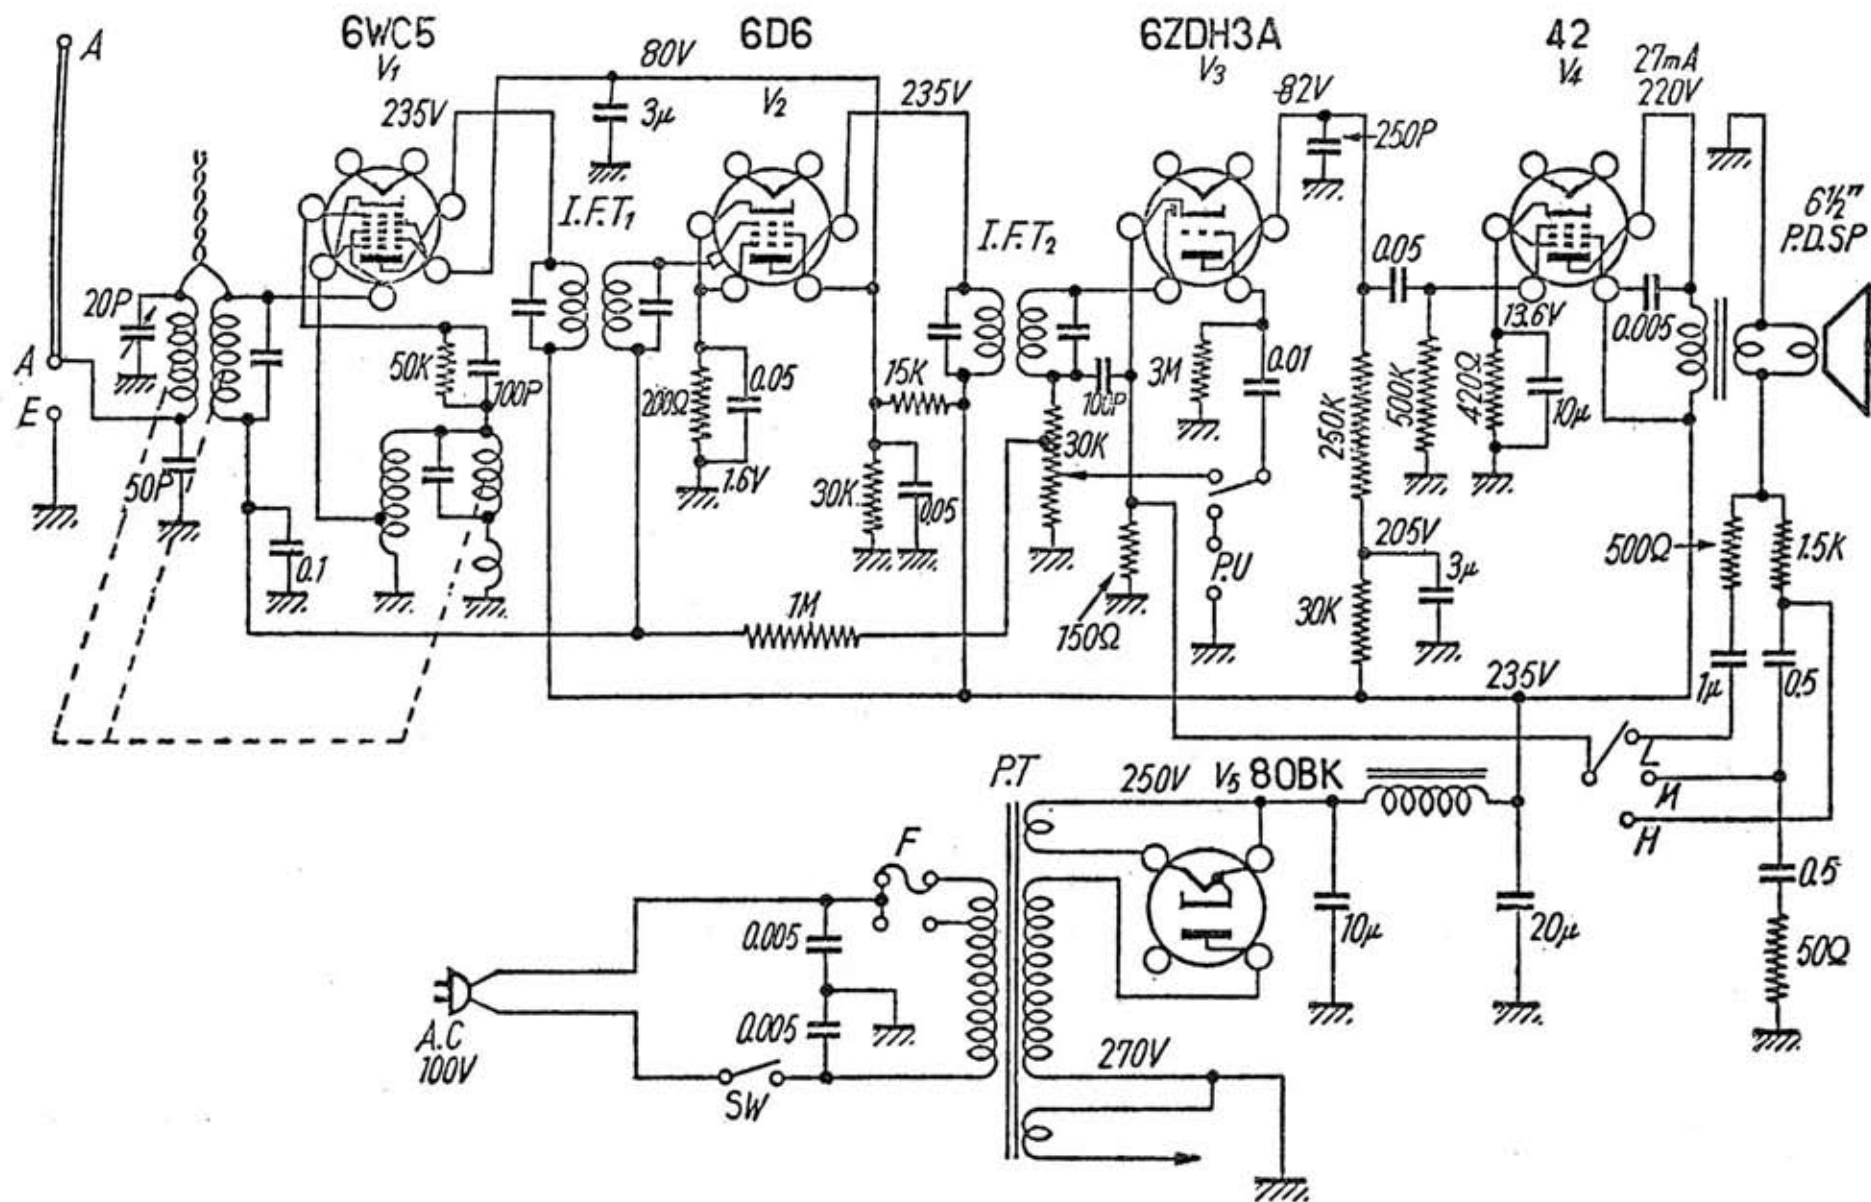 6WC5
V1
6D6
V2
6ZDH3A
V3
42
V4
A
80V
235V
3μ
235V
-82V
250P
27mA
220V
6½"
P.D.SP
I.F.T1
I.F.T2
20P
A
E
50P
0.1
50K
100P
200Ω
0.05
1.6V
15K
30K
0.05
100P
30K
3M
0.01
150Ω
P.U
0.05
250K
500K
13.6V
420Ω
10μ
0.005
205V
3μ
30K
1M
235V
500Ω
1.5K
1μ
0.5
L
M
H
0.5
50Ω
P.T
250V
V5 80BK
F
0.005
0.005
10μ
20μ
A.C
100V
SW
270V